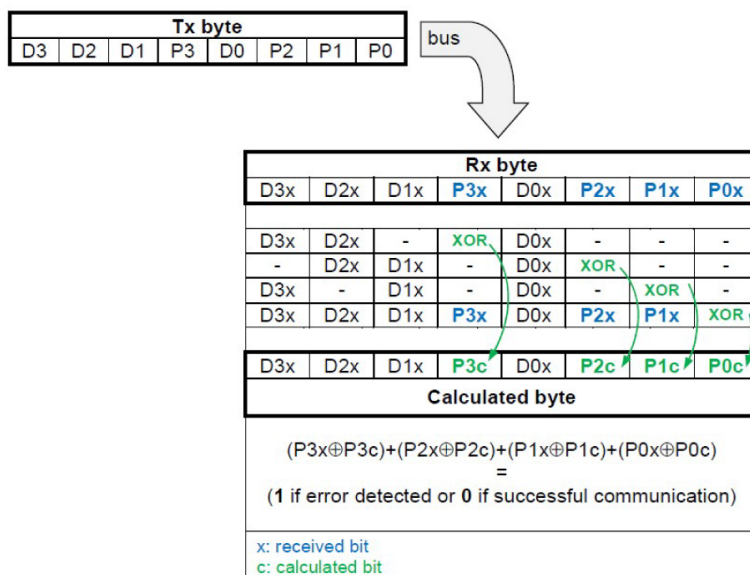 Tx byte
D3 D2 D1 P3 D0 P2 P1 P0
bus
Rx byte
D3x D2x D1x P3x D0x P2x P1x P0x
D3x D2x - XOR D0x - - -
- D2x D1x - D0x XOR - -
D3x - D1x - D0x - XOR -
D3x D2x D1x P3x D0x P2x P1x XOR
D3x D2x D1x P3c D0x P2c P1c P0c
Calculated byte
(P3x⊕P3c)+(P2x⊕P2c)+(P1x⊕P1c)+(P0x⊕P0c)
=
(1 if error detected or 0 if successful communication)
x: received bit
c: calculated bit